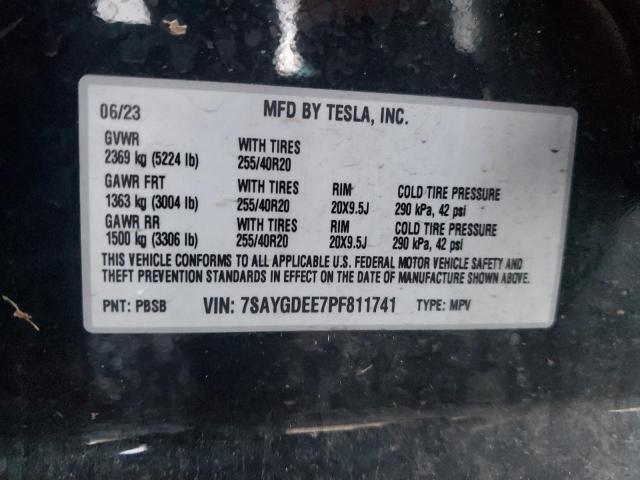 06/23 MFD BY TESLA, INC.
GVWR WITH TIRES
2369 kg (5224 lb) 255/40R20
GAWR FRT WITH TIRES RIM COLD TIRE PRESSURE
1363 kg (3004 lb) 255/40R20 20X9.5J 290 kPa, 42 psi
GAWR RR WITH TIRES RIM COLD TIRE PRESSURE
1500 kg (3306 lb) 255/40R20 20X9.5J 290 kPa, 42 psi
THIS VEHICLE CONFORMS TO ALL APPLICABLE U.S. FEDERAL MOTOR VEHICLE SAFETY AND
THEFT PREVENTION STANDARDS IN EFFECT ON THE DATE OF MANUFACTURE SHOWN ABOVE.
PNT: PBSB VIN: 7SAYGDEE7PF811741 TYPE: MPV